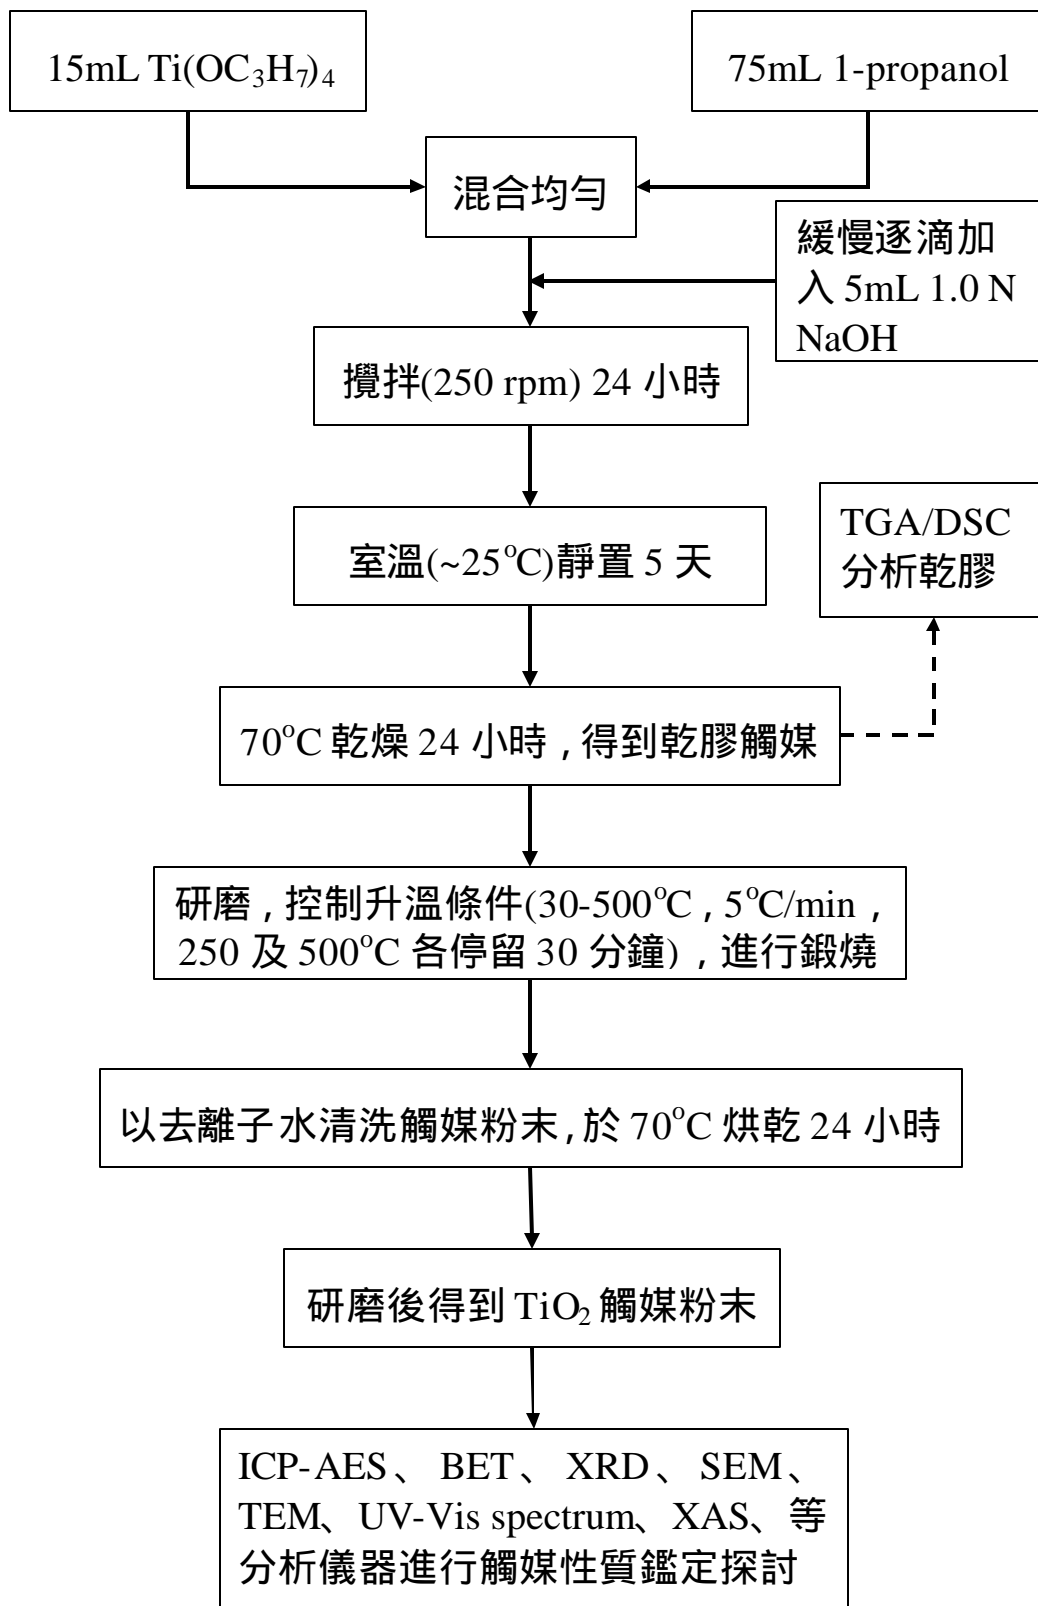 15mL Ti(OC₃H₇)₄
75mL 1-propanol
混合均勻
緩慢逐滴加
入 5mL 1.0 N
NaOH
攪拌(250 rpm) 24 小時
室溫(~25°C)靜置 5 天
TGA/DSC
分析乾膠
70°C 乾燥 24 小時，得到乾膠觸媒
研磨，控制升溫條件(30-500°C，5°C/min，
250 及 500°C 各停留 30 分鐘)，進行鍛燒
以去離子水清洗觸媒粉末，於 70°C 烘乾 24 小時
研磨後得到 TiO₂ 觸媒粉末
ICP-AES、BET、XRD、SEM、
TEM、UV-Vis spectrum、XAS、等
分析儀器進行觸媒性質鑑定探討